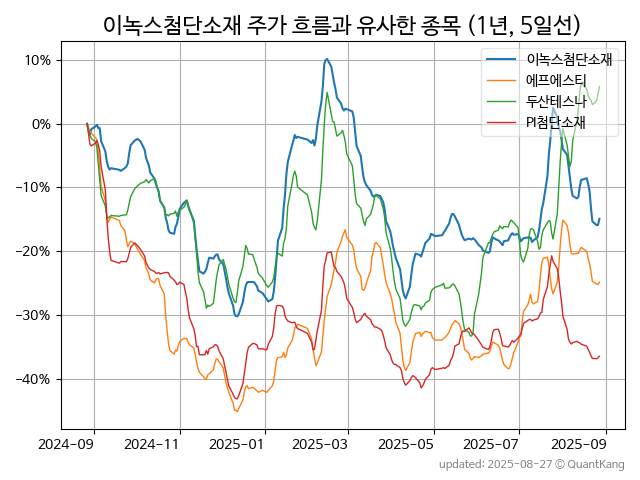 이녹스첨단소재 주가 흐름과 유사한 종목 (1년, 5일선)
이녹스첨단소재
에프에스티
두산테스나
PI첨단소재
10%
0%
−10%
−20%
−30%
−40%
2024-09
2024-11
2025-01
2025-03
2025-05
2025-07
2025-09
updated: 2025-08-27 © QuantKang